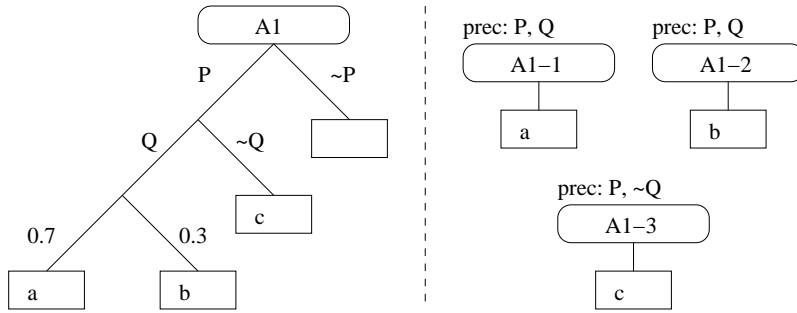 A1
P
~P
Q
~Q
c
0.7
0.3
a
b
prec: P, Q
A1−1
a
prec: P, Q
A1−2
b
prec: P, ~Q
A1−3
c